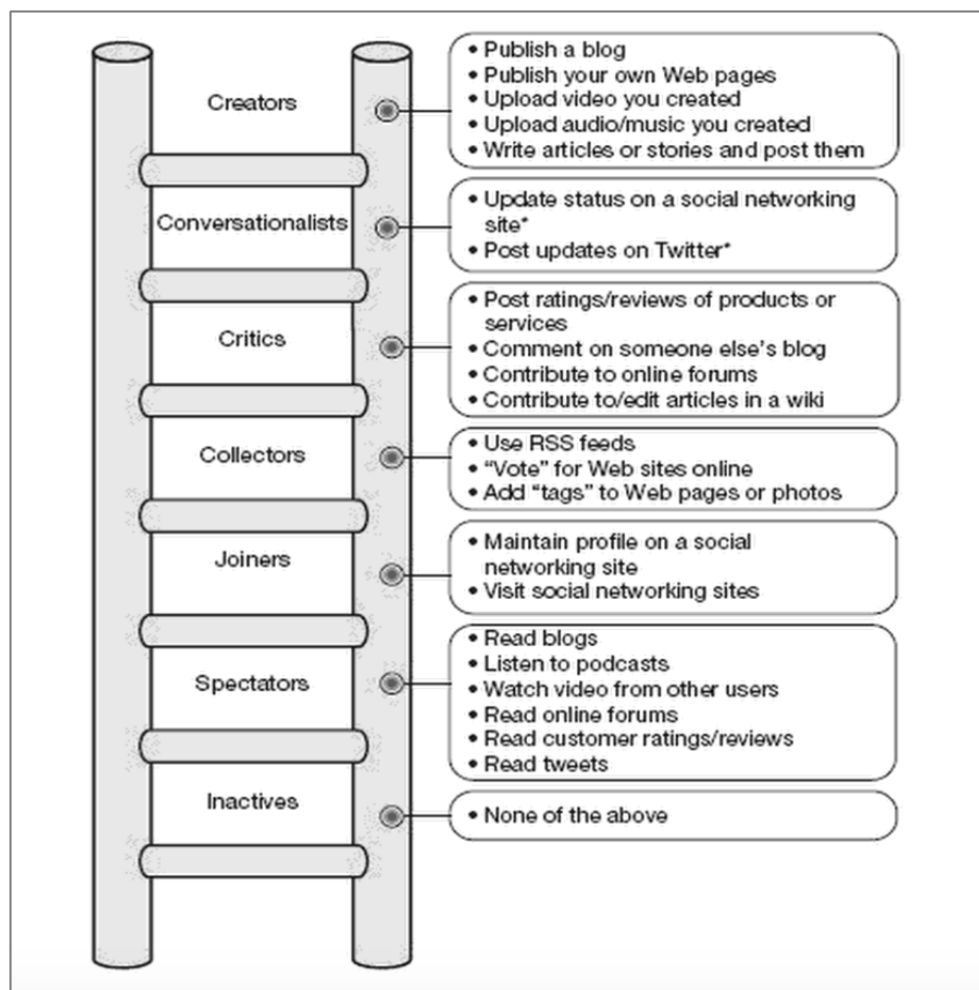 Creators
• Publish a blog
• Publish your own Web pages
• Upload video you created
• Upload audio/music you created
• Write articles or stories and post them
Conversationalists
• Update status on a social networking
site*
• Post updates on Twitter*
Critics
• Post ratings/reviews of products or
services
• Comment on someone else's blog
• Contribute to online forums
• Contribute to/edit articles in a wiki
Collectors
• Use RSS feeds
• “Vote” for Web sites online
• Add “tags” to Web pages or photos
Joiners
• Maintain profile on a social
networking site
• Visit social networking sites
Spectators
• Read blogs
• Listen to podcasts
• Watch video from other users
• Read online forums
• Read customer ratings/reviews
• Read tweets
Inactives
• None of the above